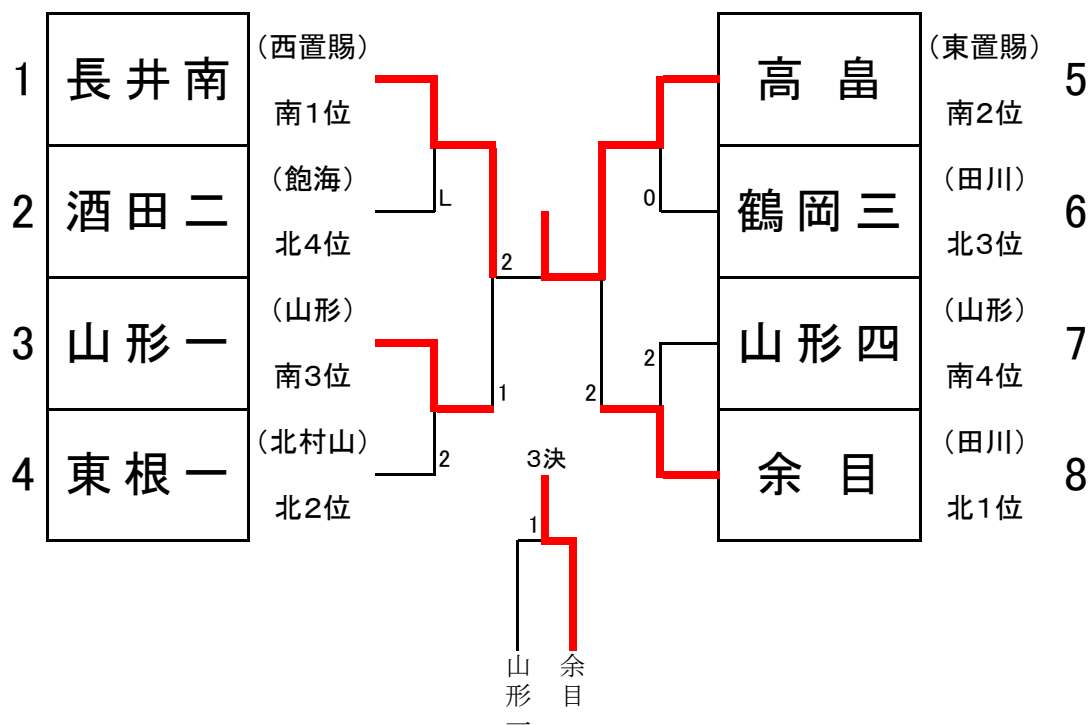 1
長井南
(西置賜)
南1位
2
酒田二
(飽海)
北4位
3
山形一
(山形)
南3位
4
東根一
(北村山)
北2位
L
2
2
1
3決
1
山形一
余目
高畠
(東置賜)
南2位
5
鶴岡三
(田川)
北3位
6
山形四
(山形)
南4位
7
余目
(田川)
北1位
8
0
2
2